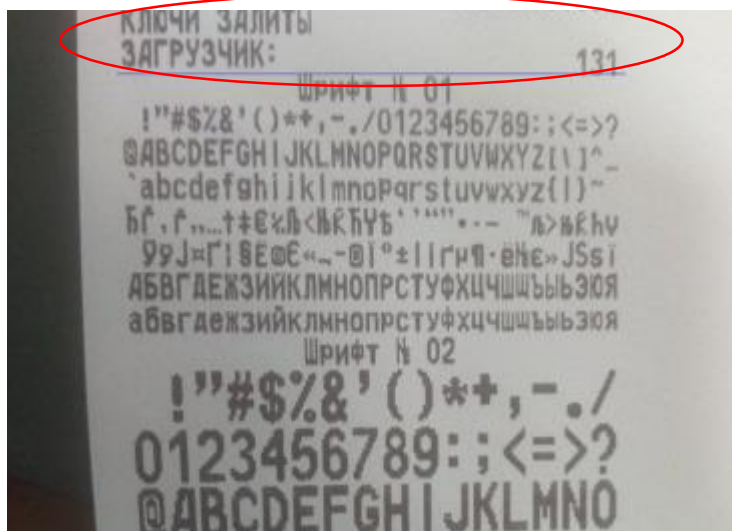 КЛЮЧИ ЗАЛИТЫ
ЗАГРУЗЧИК: 131
Шрифт № 01
!"#$%&'()*+,-./0123456789:;<=>?
@ABCDEFGHIJKLMNOPQRSTUVWXYZ[\]^_
`abcdefghijklmnopqrstuvwxyz{|}~
АБВГДЕЖЗИЙКЛМНОПРСТУФХЦЧШЩЪЫЬЭЮЯ
абвгдежзийклмнопрстуфхцчшщъыьэюя
Шрифт № 02
!"#$%&'()*+,-./
0123456789:;<=>?
@ABCDEFGHIJKLMNO